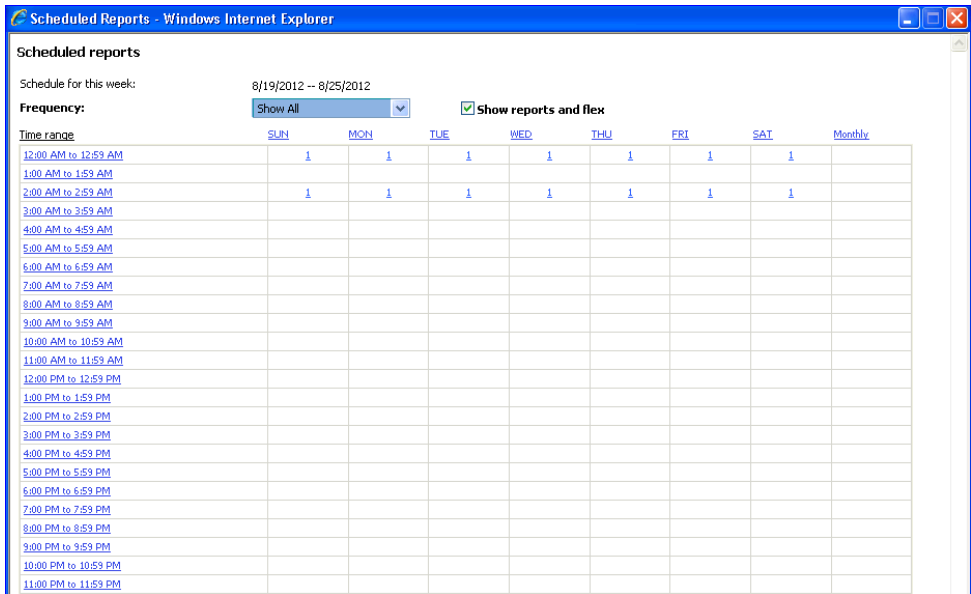 Scheduled Reports - Windows Internet Explorer
Scheduled reports
Schedule for this week: 8/19/2012 -- 8/25/2012
Frequency: Show All Show reports and flex
Time range SUN MON TUE WED THU FRI SAT Monthly
12:00 AM to 12:59 AM 1 1 1 1 1 1 1
1:00 AM to 1:59 AM
2:00 AM to 2:59 AM 1 1 1 1 1 1 1
3:00 AM to 3:59 AM
4:00 AM to 4:59 AM
5:00 AM to 5:59 AM
6:00 AM to 6:59 AM
7:00 AM to 7:59 AM
8:00 AM to 8:59 AM
9:00 AM to 9:59 AM
10:00 AM to 10:59 AM
11:00 AM to 11:59 AM
12:00 PM to 12:59 PM
1:00 PM to 1:59 PM
2:00 PM to 2:59 PM
3:00 PM to 3:59 PM
4:00 PM to 4:59 PM
5:00 PM to 5:59 PM
6:00 PM to 6:59 PM
7:00 PM to 7:59 PM
8:00 PM to 8:59 PM
9:00 PM to 9:59 PM
10:00 PM to 10:59 PM
11:00 PM to 11:59 PM